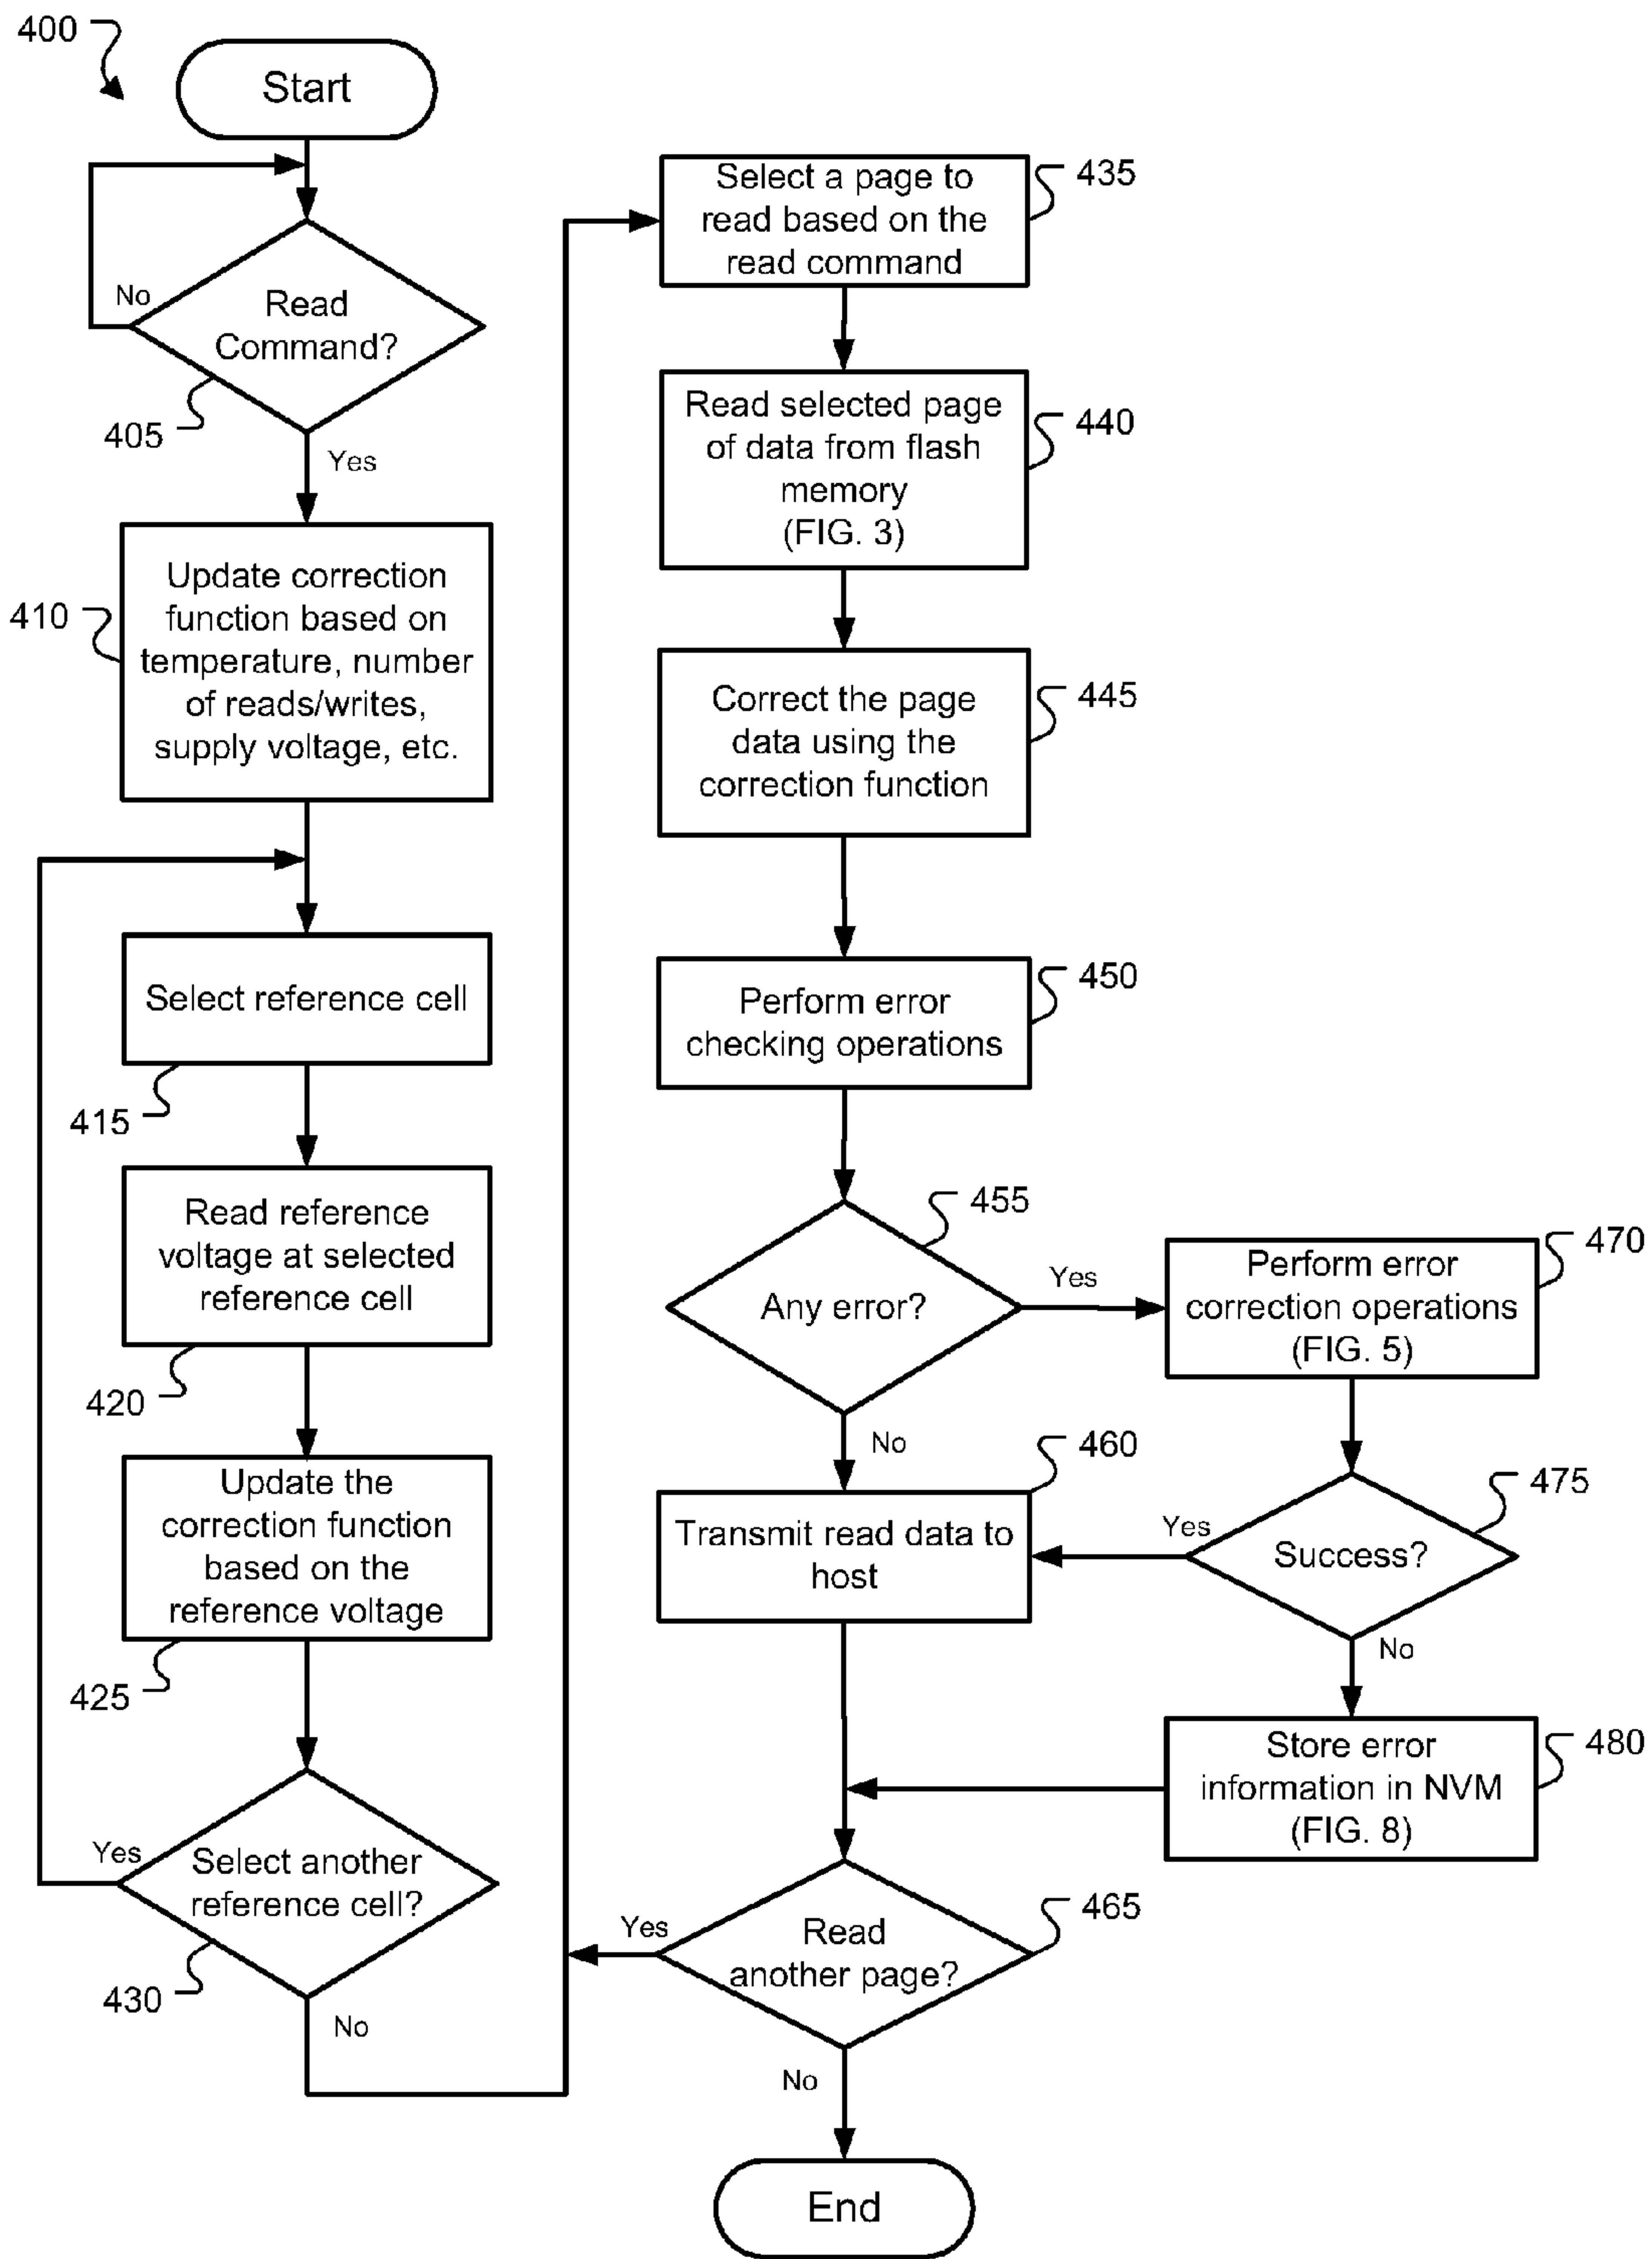 400
Start
No
Read
Command?
405
Yes
410
Update correction
function based on
temperature, number
of reads/writes,
supply voltage, etc.
Select reference cell
415
Read reference
voltage at selected
reference cell
420
Update the
correction function
based on the
reference voltage
425
Yes
Select another
reference cell?
430
No
Select a page to
read based on the
read command
435
Read selected page
of data from flash
memory
(FIG. 3)
440
Correct the page
data using the
correction function
445
Perform error
checking operations
450
455
Any error?
Yes
No
Perform error
correction operations
(FIG. 5)
470
460
Transmit read data to
host
Yes
Success?
475
No
Store error
information in NVM
(FIG. 8)
480
Yes
Read
another page?
465
No
End